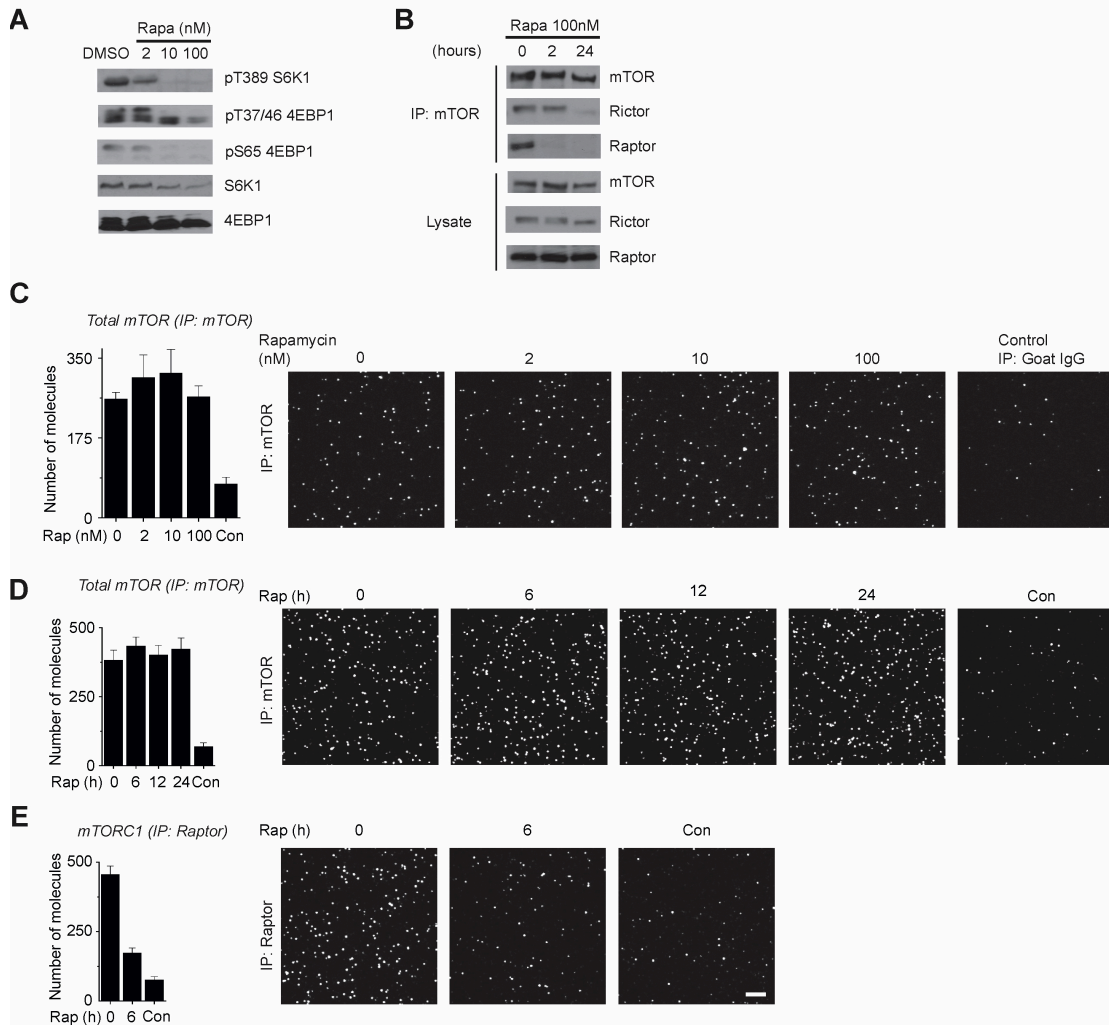 A
Rapa (nM)
DMSO 2 10 100
pT389 S6K1
pT37/46 4EBP1
pS65 4EBP1
S6K1
4EBP1
B
Rapa 100nM
(hours) 0 2 24
IP: mTOR
mTOR
Rictor
Raptor
Lysate
mTOR
Rictor
Raptor
C
Total mTOR (IP: mTOR)
Number of molecules
350
175
0
Rap (nM) 0 2 10 100 Con
Rapamycin
(nM) 0 2 10 100
Control
IP: Goat IgG
IP: mTOR
D
Total mTOR (IP: mTOR)
Number of molecules
500
250
0
Rap (h) 0 6 12 24 Con
Rap (h) 0 6 12 24 Con
IP: mTOR
E
mTORC1 (IP: Raptor)
Number of molecules
500
250
0
Rap (h) 0 6 Con
Rap (h) 0 6 Con
IP: Raptor